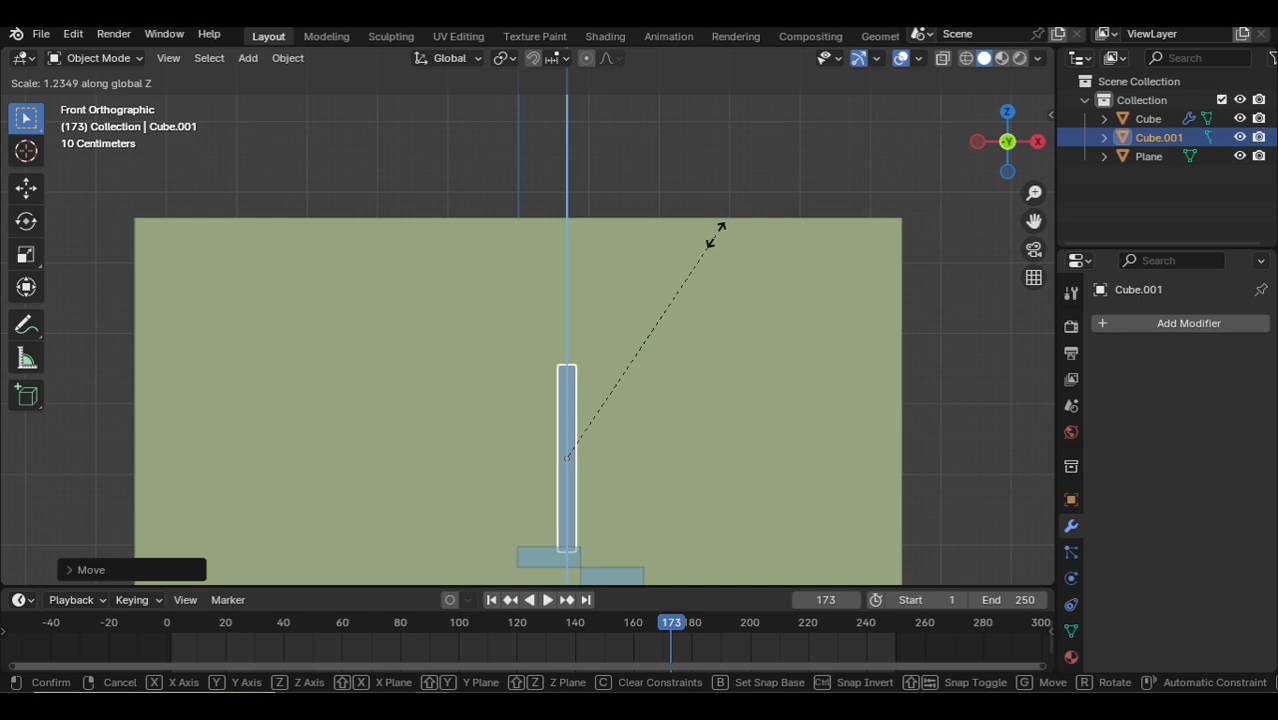 File Edit Window Help Layout Modeling Sculpting UV Editing Texture Paint Shading Animation Rendering Compositing Geomet Scene ViewLayer
Object Mode View Select Add Object Global Search
Scale: 1.2349 along global Z
Front Orthographic
(173) Collection | Cube.001
10 Centimeters
Z
Y
X
Scene Collection
Collection
Cube
Cube.001
Plane
Search
Cube.001
+ Add Modifier
Move
Playback Keying View Marker 173 Start 1 End 250
-40 -20 0 20 40 60 80 100 120 140 160 173 180 200 220 240 260 280 300
Confirm Cancel X X Axis Y Y Axis Z Z Axis X X Plane Y Y Plane Z Z Plane C Clear Constraints B Set Snap Base Ctrl Snap Invert Snap Toggle G Move R Rotate Automatic Constraint